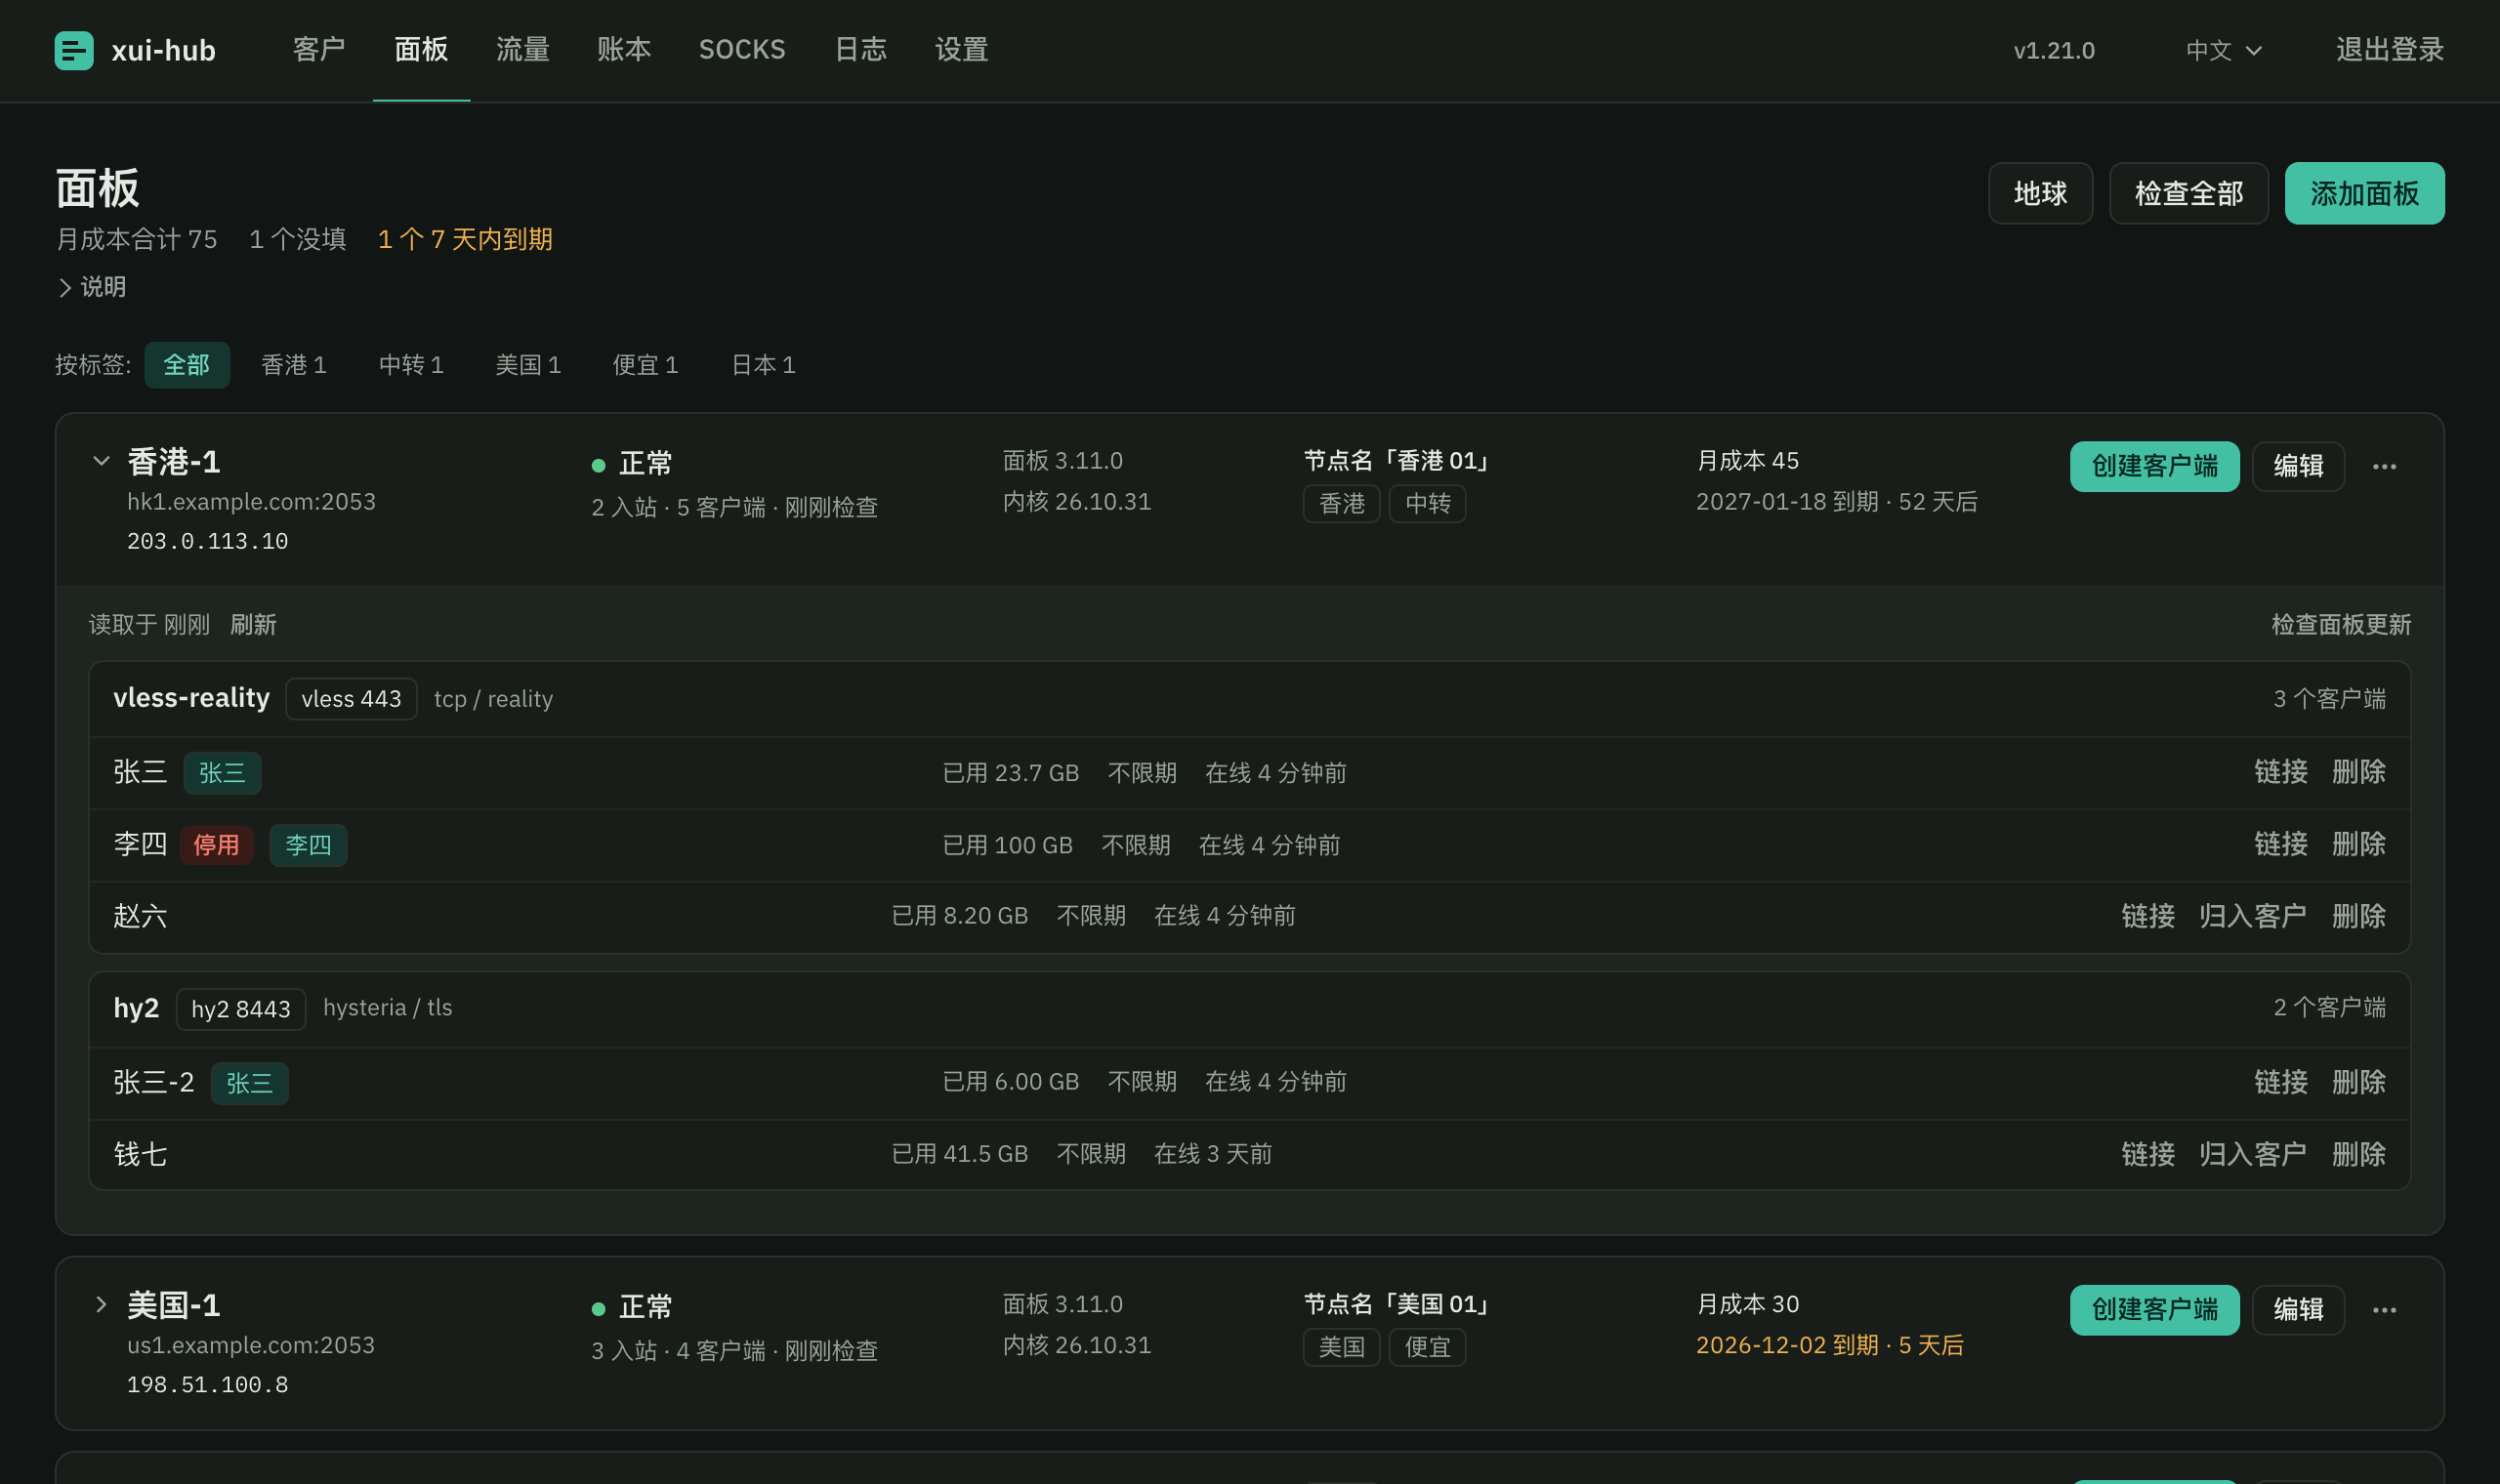 xui-hub 客户 面板 流量 账本 SOCKS 日志 设置 v1.21.0 中文 退出登录
面板
地球 检查全部 添加面板
月成本合计 75 1 个没填 1 个 7 天内到期
说明
按标签: 全部 香港 1 中转 1 美国 1 便宜 1 日本 1
香港-1 正常 面板 3.11.0 节点名「香港 01」 月成本 45 创建客户端 编辑 ···
hk1.example.com:2053 2 入站 · 5 客户端 · 刚刚检查 内核 26.10.31 香港 中转 2027-01-18 到期 · 52 天后
203.0.113.10
读取于 刚刚 刷新 检查面板更新
vless-reality vless 443 tcp / reality 3 个客户端
张三 张三 已用 23.7 GB 不限期 在线 4 分钟前 链接 删除
李四 停用 李四 已用 100 GB 不限期 在线 4 分钟前 链接 删除
赵六 已用 8.20 GB 不限期 在线 4 分钟前 链接 归入客户 删除
hy2 hy2 8443 hysteria / tls 2 个客户端
张三-2 张三 已用 6.00 GB 不限期 在线 4 分钟前 链接 删除
钱七 已用 41.5 GB 不限期 在线 3 天前 链接 归入客户 删除
美国-1 正常 面板 3.11.0 节点名「美国 01」 月成本 30 创建客户端 编辑 ···
us1.example.com:2053 3 入站 · 4 客户端 · 刚刚检查 内核 26.10.31 美国 便宜 2026-12-02 到期 · 5 天后
198.51.100.8